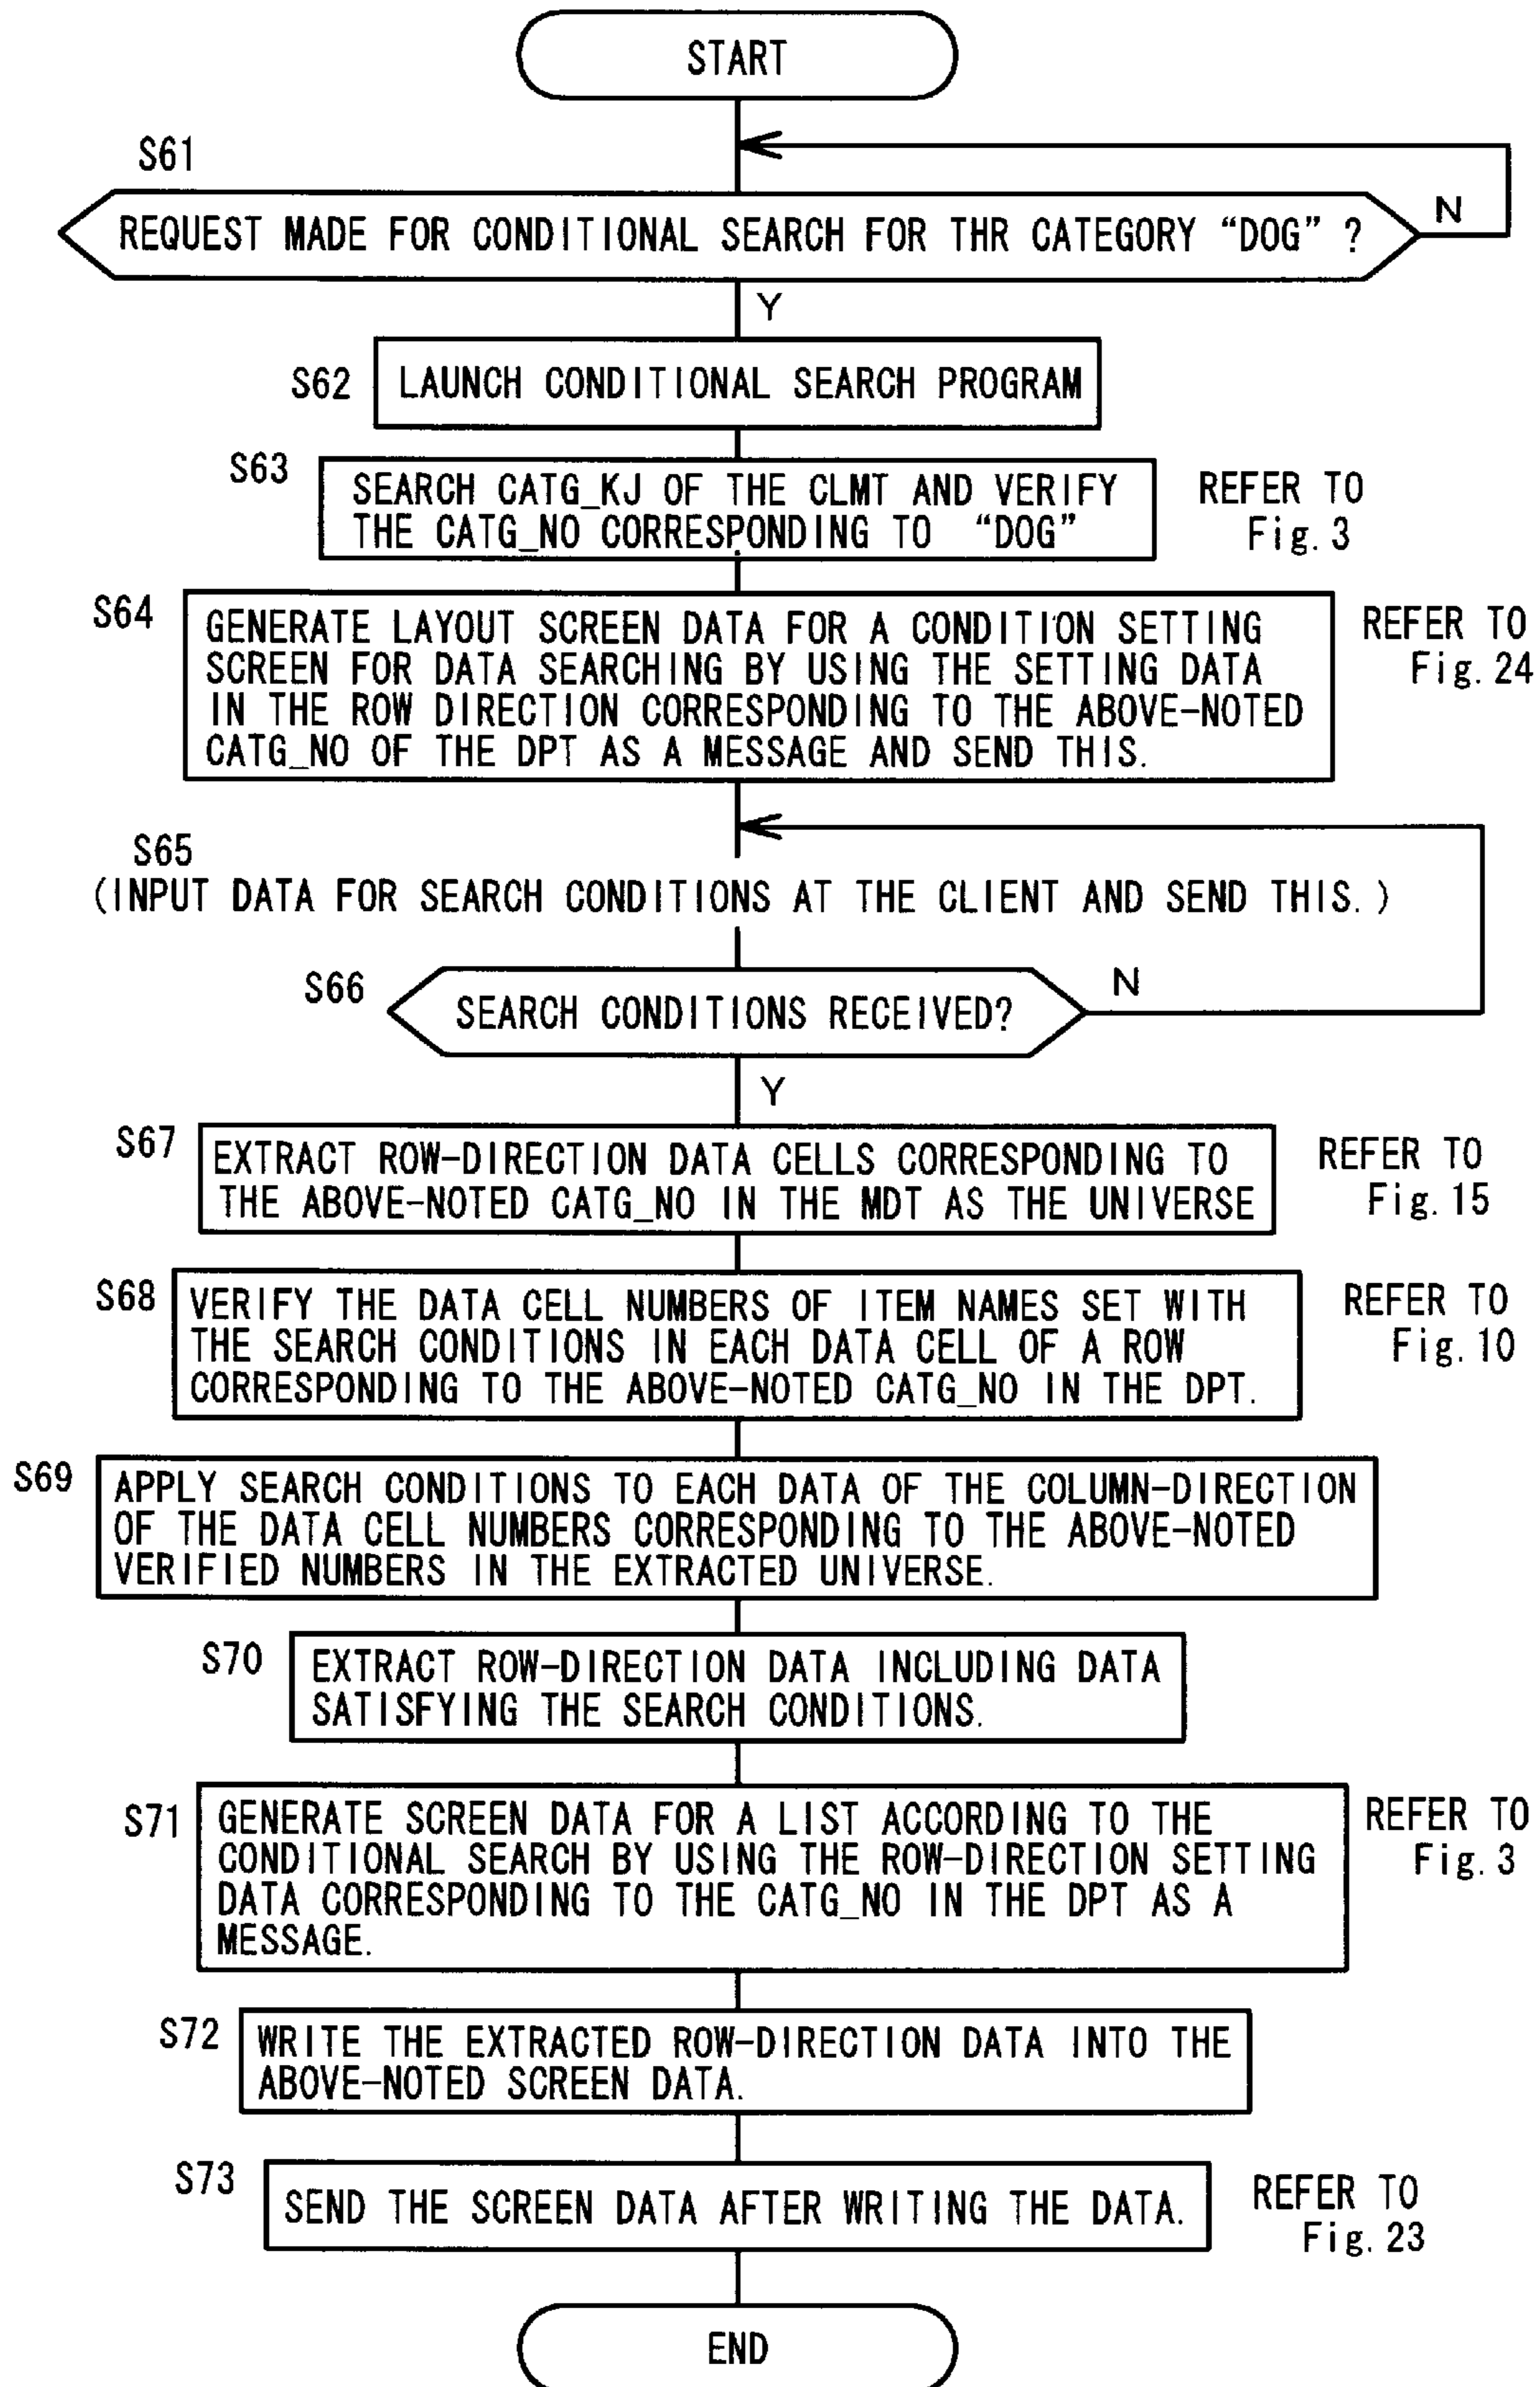 START
S61
REQUEST MADE FOR CONDITIONAL SEARCH FOR THR CATEGORY “DOG” ?
N
Y
S62
LAUNCH CONDITIONAL SEARCH PROGRAM
S63
SEARCH CATG_KJ OF THE CLMT AND VERIFY
THE CATG_NO CORRESPONDING TO “DOG”
REFER TO
Fig. 3
S64
GENERATE LAYOUT SCREEN DATA FOR A CONDITION SETTING
SCREEN FOR DATA SEARCHING BY USING THE SETTING DATA
IN THE ROW DIRECTION CORRESPONDING TO THE ABOVE-NOTED
CATG_NO OF THE DPT AS A MESSAGE AND SEND THIS.
REFER TO
Fig. 24
S65
(INPUT DATA FOR SEARCH CONDITIONS AT THE CLIENT AND SEND THIS.)
S66
SEARCH CONDITIONS RECEIVED?
N
Y
S67
EXTRACT ROW-DIRECTION DATA CELLS CORRESPONDING TO
THE ABOVE-NOTED CATG_NO IN THE MDT AS THE UNIVERSE
REFER TO
Fig. 15
S68
VERIFY THE DATA CELL NUMBERS OF ITEM NAMES SET WITH
THE SEARCH CONDITIONS IN EACH DATA CELL OF A ROW
CORRESPONDING TO THE ABOVE-NOTED CATG_NO IN THE DPT.
REFER TO
Fig. 10
S69
APPLY SEARCH CONDITIONS TO EACH DATA OF THE COLUMN-DIRECTION
OF THE DATA CELL NUMBERS CORRESPONDING TO THE ABOVE-NOTED
VERIFIED NUMBERS IN THE EXTRACTED UNIVERSE.
S70
EXTRACT ROW-DIRECTION DATA INCLUDING DATA
SATISFYING THE SEARCH CONDITIONS.
S71
GENERATE SCREEN DATA FOR A LIST ACCORDING TO THE
CONDITIONAL SEARCH BY USING THE ROW-DIRECTION SETTING
DATA CORRESPONDING TO THE CATG_NO IN THE DPT AS A
MESSAGE.
REFER TO
Fig. 3
S72
WRITE THE EXTRACTED ROW-DIRECTION DATA INTO THE
ABOVE-NOTED SCREEN DATA.
S73
SEND THE SCREEN DATA AFTER WRITING THE DATA.
REFER TO
Fig. 23
END